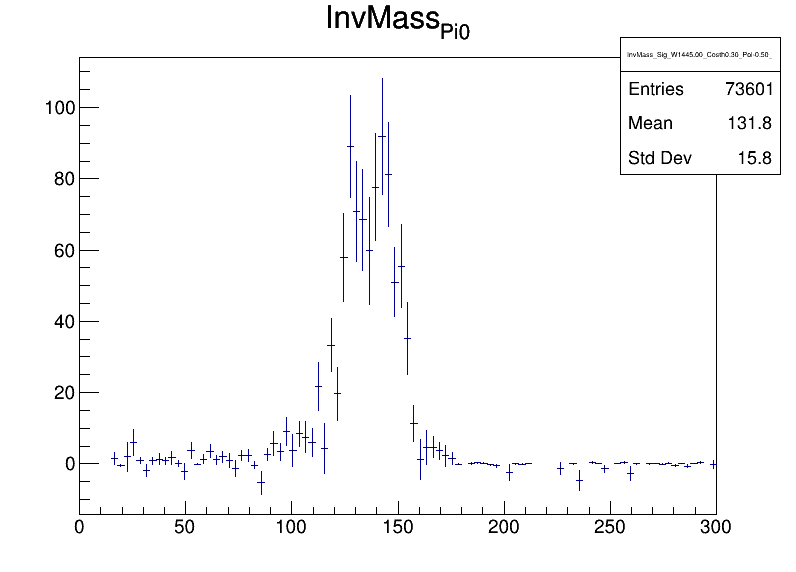 InvMass_Pi0
InvMass_Sig_W1445.00_Costh0.30_Pol-0.50_
Entries 73601
Mean 131.8
Std Dev 15.8
100
80
60
40
20
0
0 50 100 150 200 250 300